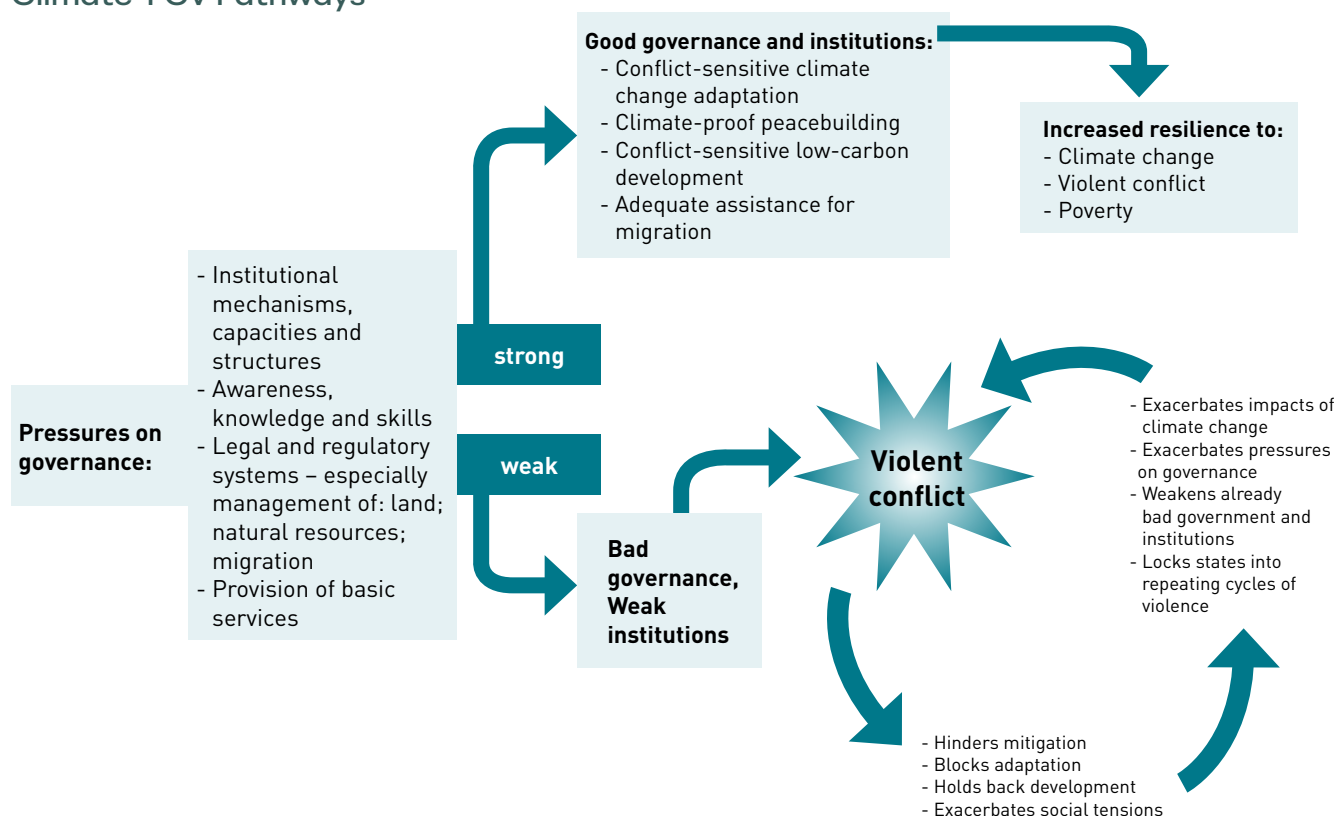 Climate-FCV Pathways
Pressures on
governance:
- Institutional
mechanisms,
capacities and
structures
- Awareness,
knowledge and skills
- Legal and regulatory
systems – especially
management of: land;
natural resources;
migration
- Provision of basic
services
strong
weak
Good governance and institutions:
- Conflict-sensitive climate
change adaptation
- Climate-proof peacebuilding
- Conflict-sensitive low-carbon
development
- Adequate assistance for
migration
Increased resilience to:
- Climate change
- Violent conflict
- Poverty
Bad
governance,
Weak
institutions
Violent
conflict
- Hinders mitigation
- Blocks adaptation
- Holds back development
- Exacerbates social tensions
- Exacerbates impacts of
climate change
- Exacerbates pressures
on governance
- Weakens already
bad government and
institutions
- Locks states into
repeating cycles of
violence